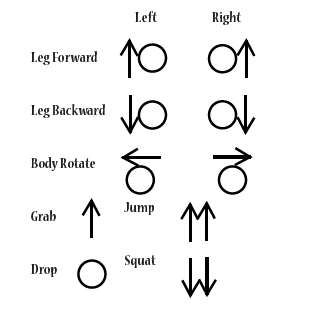 Left Right
Leg Forward
Leg Backward
Body Rotate
Grab Jump
Drop Squat